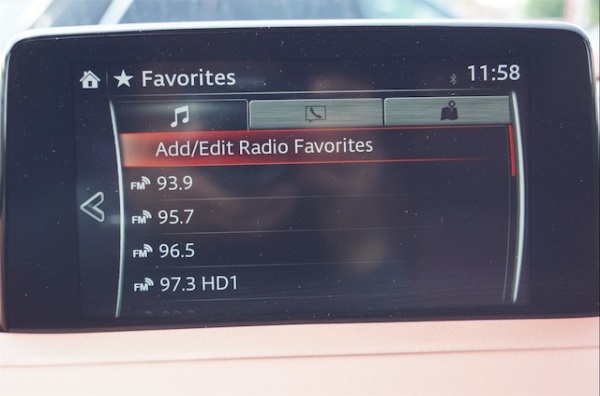 Favorites 11:58
Add/Edit Radio Favorites
FM 93.9
FM 95.7
FM 96.5
FM 97.3 HD1